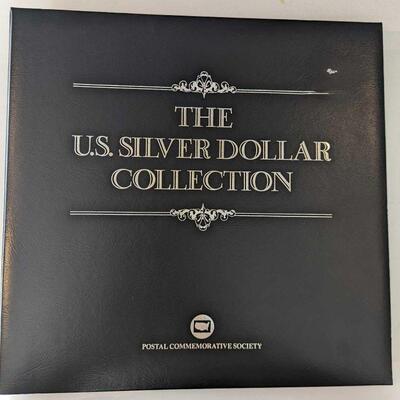 THE
U.S. SILVER DOLLAR
COLLECTION
POSTAL COMMEMORATIVE SOCIETY